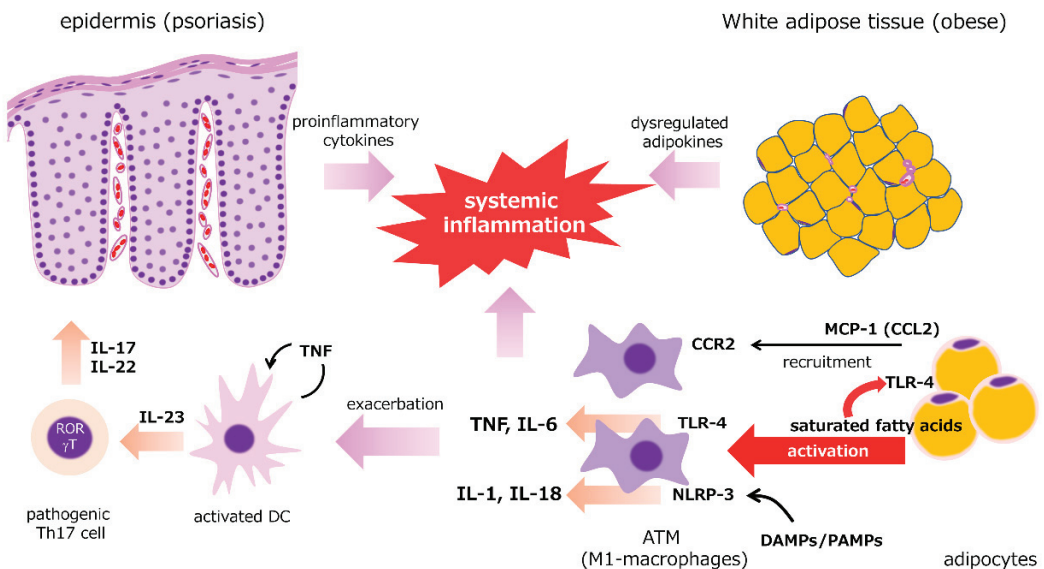 epidermis (psoriasis)
White adipose tissue (obese)
proinflammatory
cytokines
dysregulated
adipokines
systemic
inflammation
IL-17
IL-22
TNF
CCR2
MCP-1 (CCL2)
recruitment
TLR-4
ROR
γT
IL-23
exacerbation
TNF, IL-6
TLR-4
saturated fatty acids
activation
IL-1, IL-18
NLRP-3
pathogenic
Th17 cell
activated DC
ATM
(M1-macrophages)
DAMPs/PAMPs
adipocytes